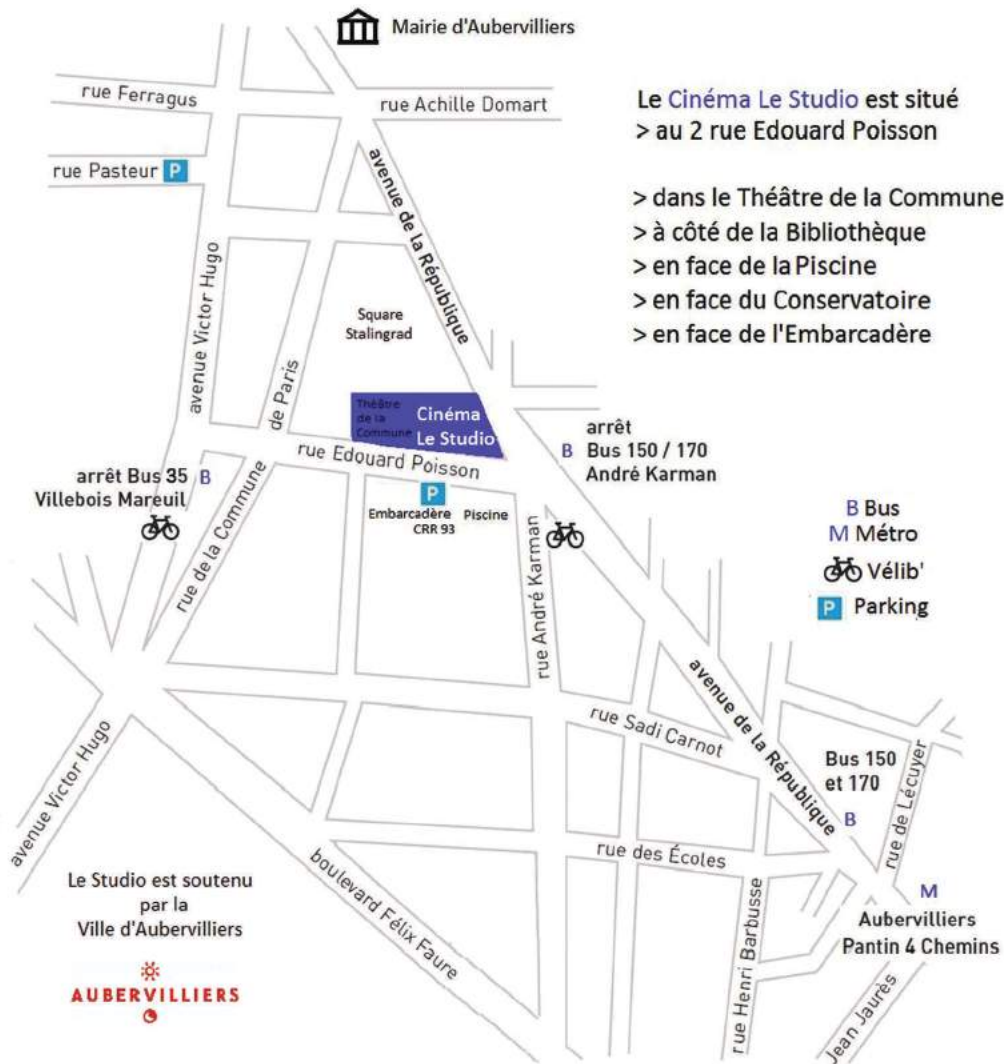 Mairie d'Aubervilliers
rue Ferragus
rue Achille Domart
rue Pasteur P
avenue de la République
avenue Victor Hugo
Le Cinéma Le Studio est situé
> au 2 rue Edouard Poisson
> dans le Théâtre de la Commune
> à côté de la Bibliothèque
> en face de la Piscine
> en face du Conservatoire
> en face de l'Embarcadère
Square
Stalingrad
de Paris
Théâtre
de la
Commune
Cinéma
Le Studio
rue Edouard Poisson
arrêt
B Bus 150 / 170
André Karman
arrêt Bus 35 B
Villebois Mareuil
P
Embarcadère
CRR 93
Piscine
rue de la Commune
rue André Karman
B Bus
M Métro
Vélib'
P Parking
avenue de la République
rue Sadi Carnot
avenue Victor Hugo
Bus 150
et 170
B
rue de Lécuyer
rue des Écoles
boulevard Félix Faure
rue Henri Barbusse
M
Aubervilliers
Pantin 4 Chemins
Jean Jaurès
Le Studio est soutenu
par la
Ville d'Aubervilliers
AUBERVILLIERS